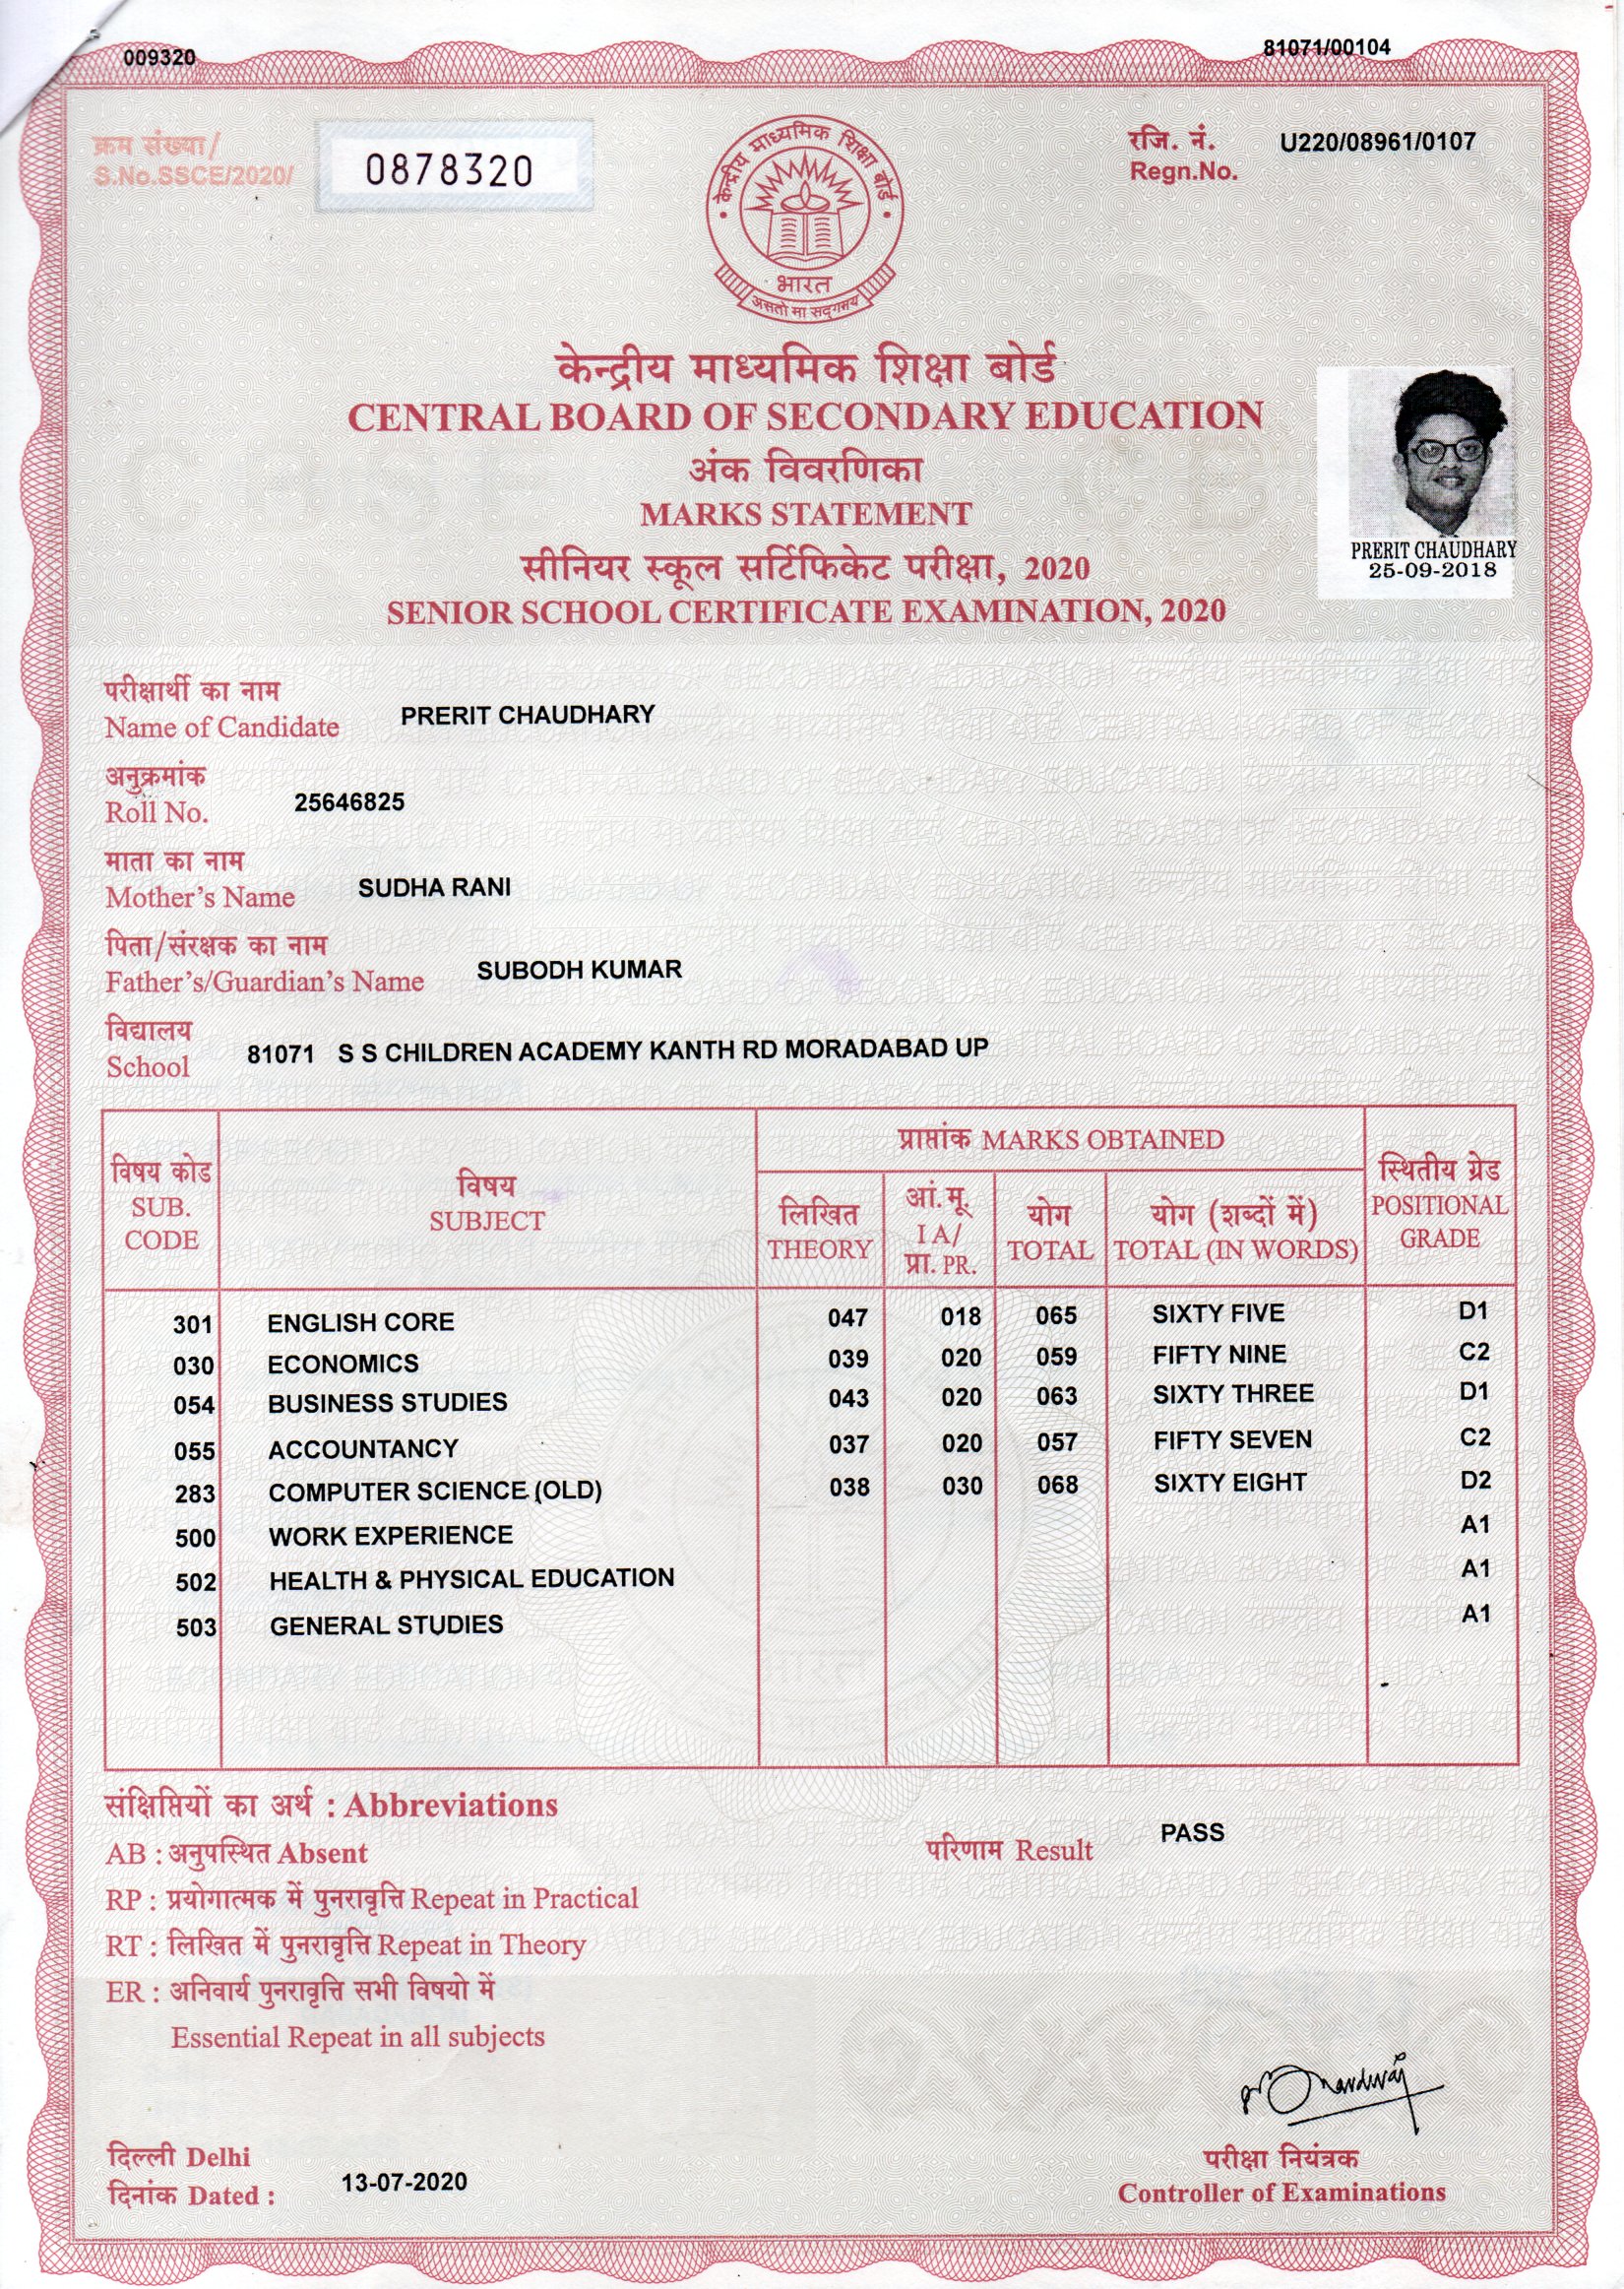 009320
81071/00104
क्रम संख्या/
S.No.SSCE/2020/
0878320
रजि. नं.
Regn.No.
U220/08961/0107
केन्द्रीय माध्यमिक शिक्षा बोर्ड
भारत
असतो मा सद्गमय
केन्द्रीय माध्यमिक शिक्षा बोर्ड
CENTRAL BOARD OF SECONDARY EDUCATION
अंक विवरणिका
MARKS STATEMENT
सीनियर स्कूल सर्टिफिकेट परीक्षा, 2020
SENIOR SCHOOL CERTIFICATE EXAMINATION, 2020
PRERIT CHAUDHARY
25-09-2018
परीक्षार्थी का नाम
Name of Candidate PRERIT CHAUDHARY
अनुक्रमांक
Roll No. 25646825
माता का नाम
Mother's Name SUDHA RANI
पिता/संरक्षक का नाम
Father's/Guardian's Name SUBODH KUMAR
विद्यालय
School 81071 S S CHILDREN ACADEMY KANTH RD MORADABAD UP
विषय कोड
SUB.
CODE
विषय
SUBJECT
प्राप्तांक MARKS OBTAINED
लिखित
THEORY
आं.मू.
I A/
प्रा. PR.
योग
TOTAL
योग (शब्दों में)
TOTAL (IN WORDS)
स्थितीय ग्रेड
POSITIONAL
GRADE
301 ENGLISH CORE 047 018 065 SIXTY FIVE D1
030 ECONOMICS 039 020 059 FIFTY NINE C2
054 BUSINESS STUDIES 043 020 063 SIXTY THREE D1
055 ACCOUNTANCY 037 020 057 FIFTY SEVEN C2
283 COMPUTER SCIENCE (OLD) 038 030 068 SIXTY EIGHT D2
500 WORK EXPERIENCE A1
502 HEALTH & PHYSICAL EDUCATION A1
503 GENERAL STUDIES A1
संक्षिप्तियों का अर्थ : Abbreviations
AB : अनुपस्थित Absent
परिणाम Result PASS
RP : प्रयोगात्मक में पुनरावृत्ति Repeat in Practical
RT : लिखित में पुनरावृत्ति Repeat in Theory
ER : अनिवार्य पुनरावृत्ति सभी विषयो में
Essential Repeat in all subjects
दिल्ली Delhi
दिनांक Dated : 13-07-2020
परीक्षा नियंत्रक
Controller of Examinations